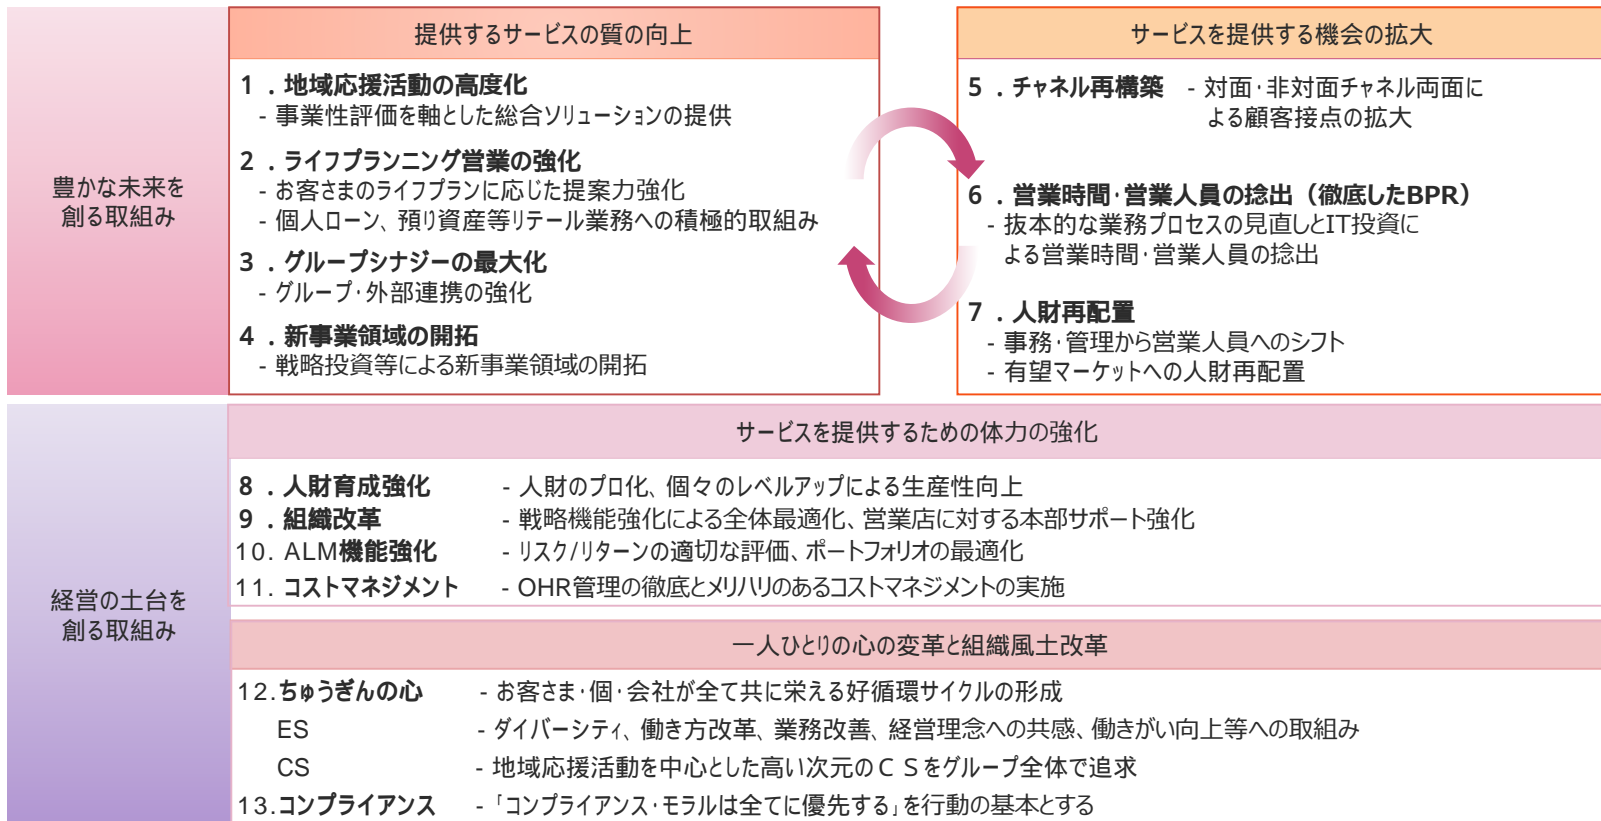 豊かな未来を
創る取組み
提供するサービスの質の向上
1．地域応援活動の高度化
- 事業性評価を軸とした総合ソリューションの提供
2．ライフプランニング営業の強化
- お客さまのライフプランに応じた提案力強化
- 個人ローン、預り資産等リテール業務への積極的取組み
3．グループシナジーの最大化
- グループ・外部連携の強化
4．新事業領域の開拓
- 戦略投資等による新事業領域の開拓
サービスを提供する機会の拡大
5．チャネル再構築 - 対面・非対面チャネル両面に
よる顧客接点の拡大
6．営業時間・営業人員の捻出（徹底したBPR）
- 抜本的な業務プロセスの見直しとIT投資に
よる営業時間・営業人員の捻出
7．人財再配置
- 事務・管理から営業人員へのシフト
- 有望マーケットへの人財再配置
経営の土台を
創る取組み
サービスを提供するための体力の強化
8．人財育成強化 - 人財のプロ化、個々のレベルアップによる生産性向上
9．組織改革 - 戦略機能強化による全体最適化、営業店に対する本部サポート強化
10. ALM機能強化 - リスク/リターンの適切な評価、ポートフォリオの最適化
11. コストマネジメント - OHR管理の徹底とメリハリのあるコストマネジメントの実施
一人ひとりの心の変革と組織風土改革
12.ちゅうぎんの心 - お客さま・個・会社が全て共に栄える好循環サイクルの形成
ES - ダイバーシティ、働き方改革、業務改善、経営理念への共感、働きがい向上等への取組み
CS - 地域応援活動を中心とした高い次元のＣＳをグループ全体で追求
13.コンプライアンス - 「コンプライアンス・モラルは全てに優先する」を行動の基本とする